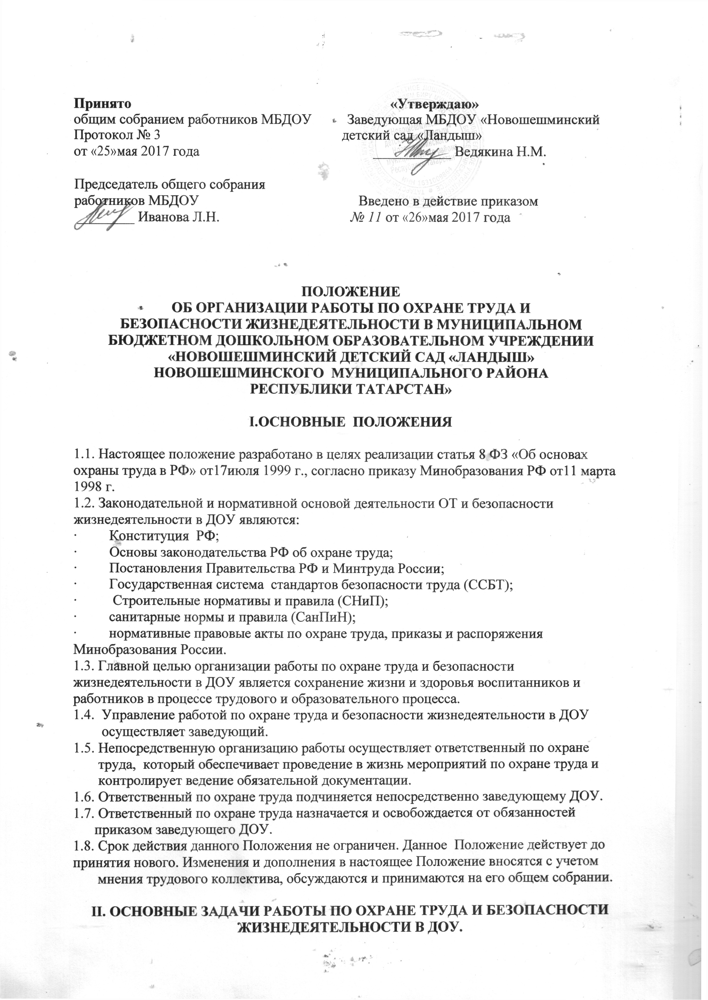 Принято
общим собранием работников МБДОУ
Протокол № 3
от «25»мая 2017 года
Председатель общего собрания
работников МБДОУ
Иванова Л.Н.
«Утверждаю»
Заведующая МБДОУ «Новошешминский
детский сад «Ландыш»
Ведякина Н.М.
Введено в действие приказом
№ 11 от «26»мая 2017 года
ПОЛОЖЕНИЕ
ОБ ОРГАНИЗАЦИИ РАБОТЫ ПО ОХРАНЕ ТРУДА И
БЕЗОПАСНОСТИ ЖИЗНЕДЕЯТЕЛЬНОСТИ В МУНИЦИПАЛЬНОМ
БЮДЖЕТНОМ ДОШКОЛЬНОМ ОБРАЗОВАТЕЛЬНОМ УЧРЕЖДЕНИИ
«НОВОШЕШМИНСКИЙ ДЕТСКИЙ САД «ЛАНДЫШ»
НОВОШЕШМИНСКОГО МУНИЦИПАЛЬНОГО РАЙОНА
РЕСПУБЛИКИ ТАТАРСТАН»
I.ОСНОВНЫЕ ПОЛОЖЕНИЯ
1.1. Настоящее положение разработано в целях реализации статья 8 ФЗ «Об основах
охраны труда в РФ» от17июля 1999 г., согласно приказу Минобразования РФ от11 марта
1998 г.
1.2. Законодательной и нормативной основой деятельности ОТ и безопасности
жизнедеятельности в ДОУ являются:
· Конституция РФ;
· Основы законодательства РФ об охране труда;
· Постановления Правительства РФ и Минтруда России;
· Государственная система стандартов безопасности труда (ССБТ);
· Строительные нормативы и правила (СНиП);
· санитарные нормы и правила (СанПиН);
· нормативные правовые акты по охране труда, приказы и распоряжения
Минобразования России.
1.3. Главной целью организации работы по охране труда и безопасности
жизнедеятельности в ДОУ является сохранение жизни и здоровья воспитанников и
работников в процессе трудового и образовательного процесса.
1.4. Управление работой по охране труда и безопасности жизнедеятельности в ДОУ
осуществляет заведующий.
1.5. Непосредственную организацию работы осуществляет ответственный по охране
труда, который обеспечивает проведение в жизнь мероприятий по охране труда и
контролирует ведение обязательной документации.
1.6. Ответственный по охране труда подчиняется непосредственно заведующему ДОУ.
1.7. Ответственный по охране труда назначается и освобождается от обязанностей
приказом заведующего ДОУ.
1.8. Срок действия данного Положения не ограничен. Данное Положение действует до
принятия нового. Изменения и дополнения в настоящее Положение вносятся с учетом
мнения трудового коллектива, обсуждаются и принимаются на его общем собрании.
II. ОСНОВНЫЕ ЗАДАЧИ РАБОТЫ ПО ОХРАНЕ ТРУДА И БЕЗОПАСНОСТИ
ЖИЗНЕДЕЯТЕЛЬНОСТИ В ДОУ.